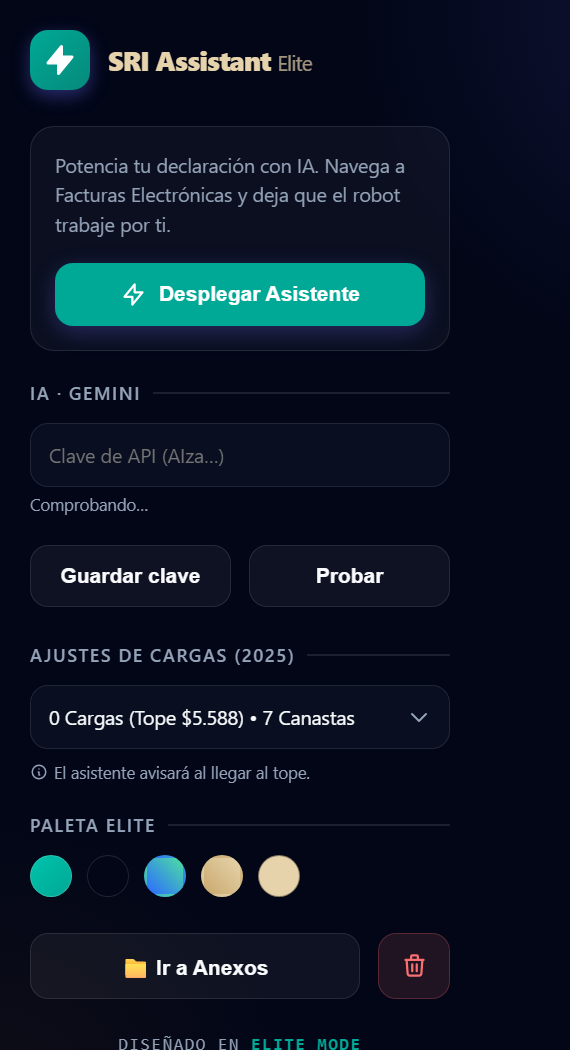 SRI Assistant Elite
Potencia tu declaración con IA. Navega a
Facturas Electrónicas y deja que el robot
trabaje por ti.
Desplegar Asistente
IA · GEMINI
Clave de API (AIza...)
Comprobando...
Guardar clave
Probar
AJUSTES DE CARGAS (2025)
0 Cargas (Tope $5.588) • 7 Canastas
El asistente avisará al llegar al tope.
PALETA ELITE
Ir a Anexos
DISEÑADO EN ELITE MODE